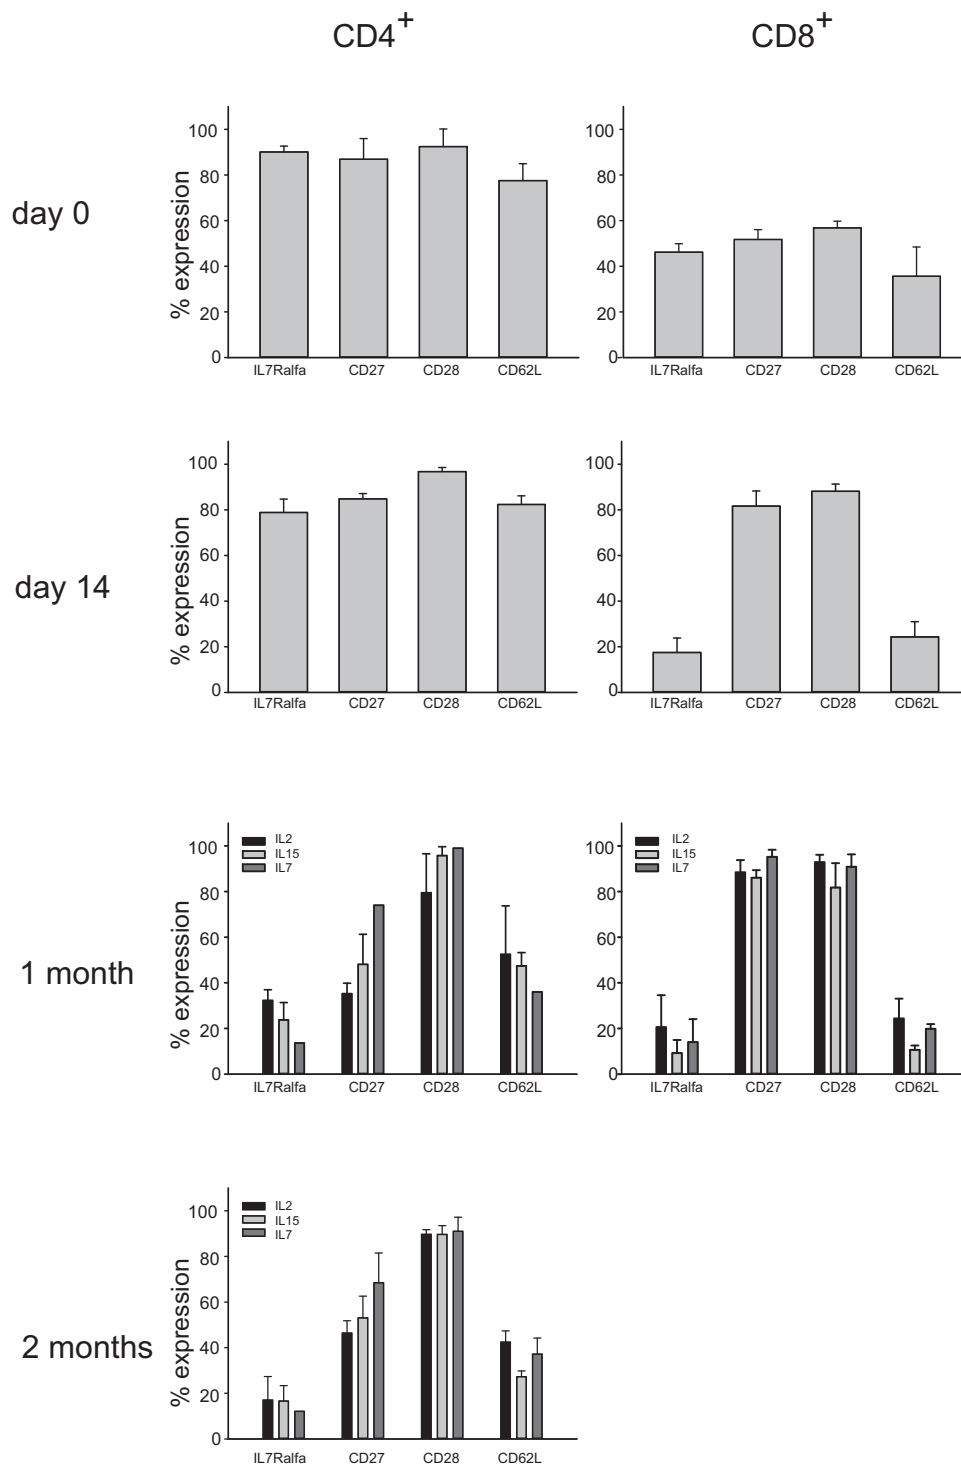 CD4+ CD8+
day 0
% expression
100
80
60
40
20
0
IL7Ralfa CD27 CD28 CD62L
100
80
60
40
20
0
IL7Ralfa CD27 CD28 CD62L
day 14
% expression
100
80
60
40
20
0
IL7Ralfa CD27 CD28 CD62L
100
80
60
40
20
0
IL7Ralfa CD27 CD28 CD62L
1 month
% expression
100
80
60
40
20
0
IL2
IL15
IL7
IL7Ralfa CD27 CD28 CD62L
100
80
60
40
20
0
IL2
IL15
IL7
IL7Ralfa CD27 CD28 CD62L
2 months
% expression
100
80
60
40
20
0
IL2
IL15
IL7
IL7Ralfa CD27 CD28 CD62L